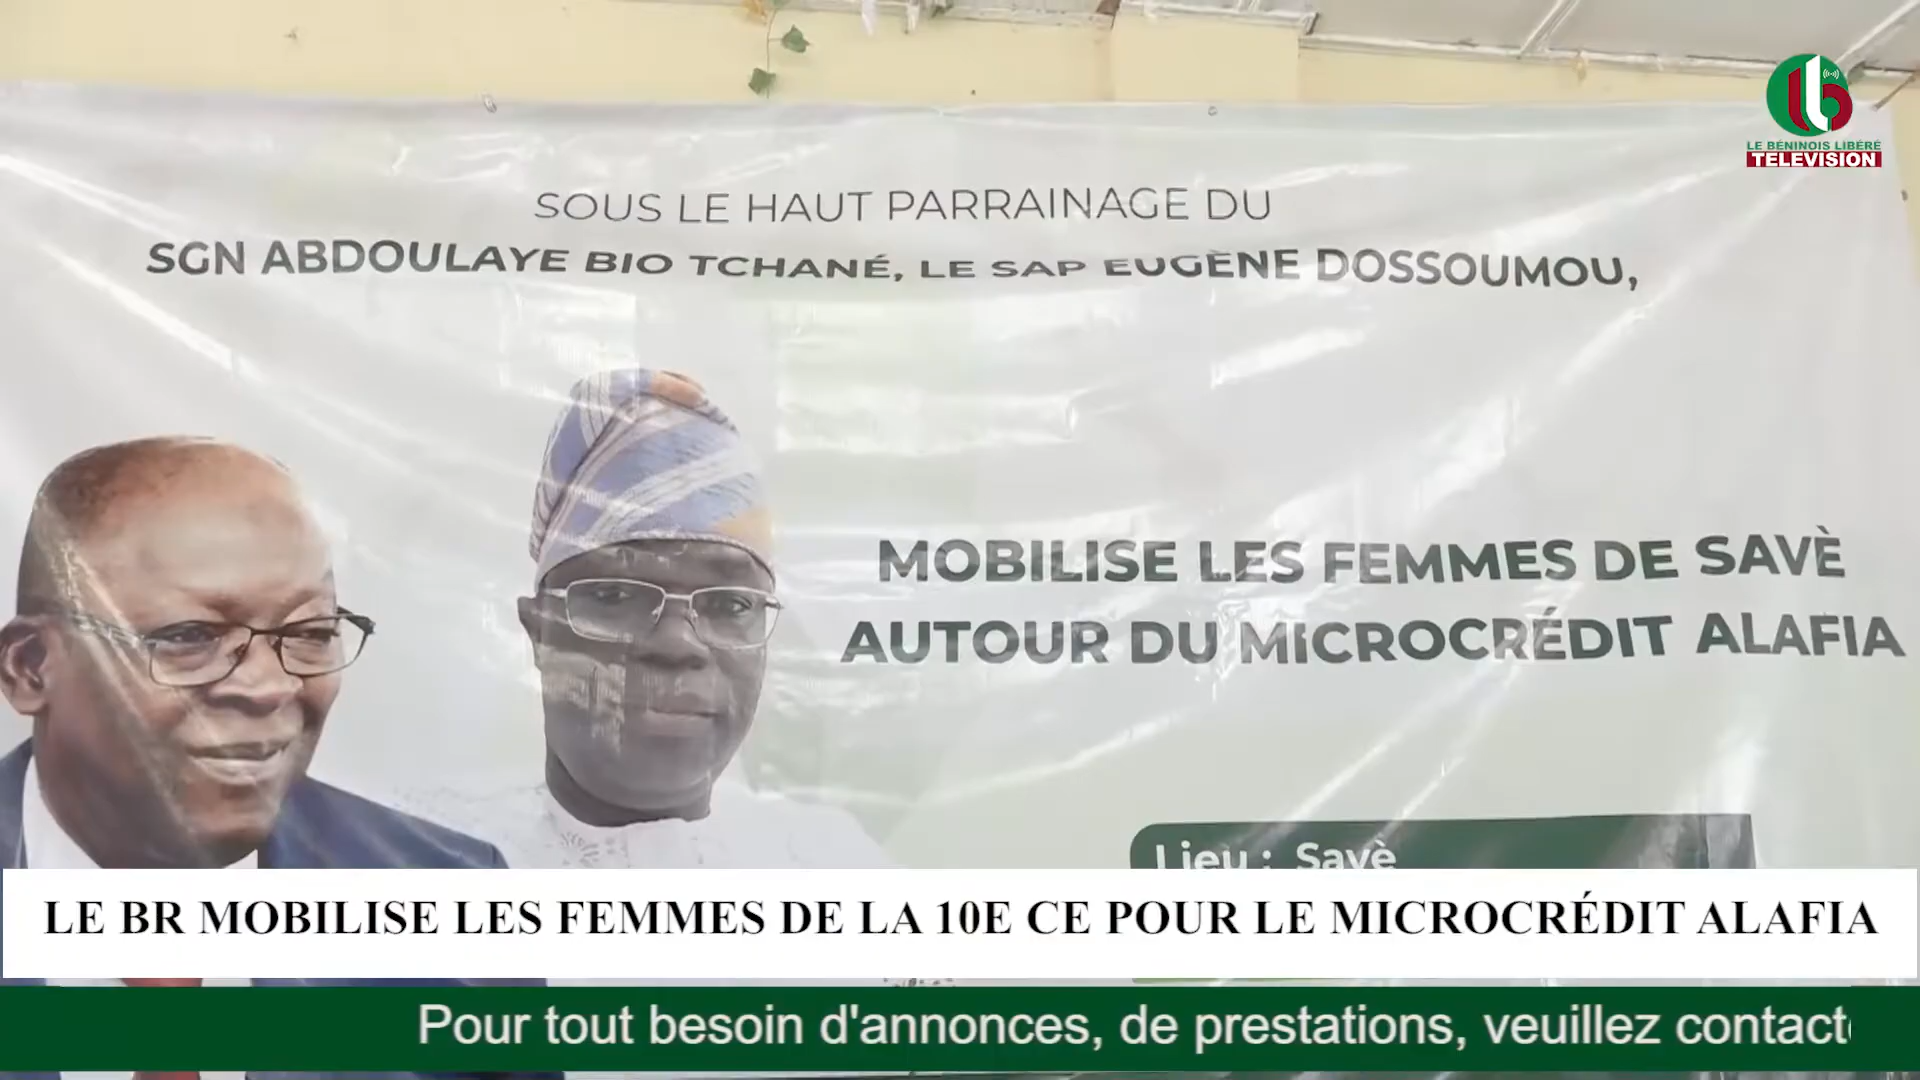 LE BÉNINOIS LIBÉRÉ
TELEVISION
SOUS LE HAUT PARRAINAGE DU
SGN ABDOULAYE BIO TCHANÉ, LE SAP EUGÈNE DOSSOUMOU,
MOBILISE LES FEMMES DE SAVÈ
AUTOUR DU MICROCRÉDIT ALAFIA
Lieu : Savè
LE BR MOBILISE LES FEMMES DE LA 10E CE POUR LE MICROCRÉDIT ALAFIA
Pour tout besoin d'annonces, de prestations, veuillez contact